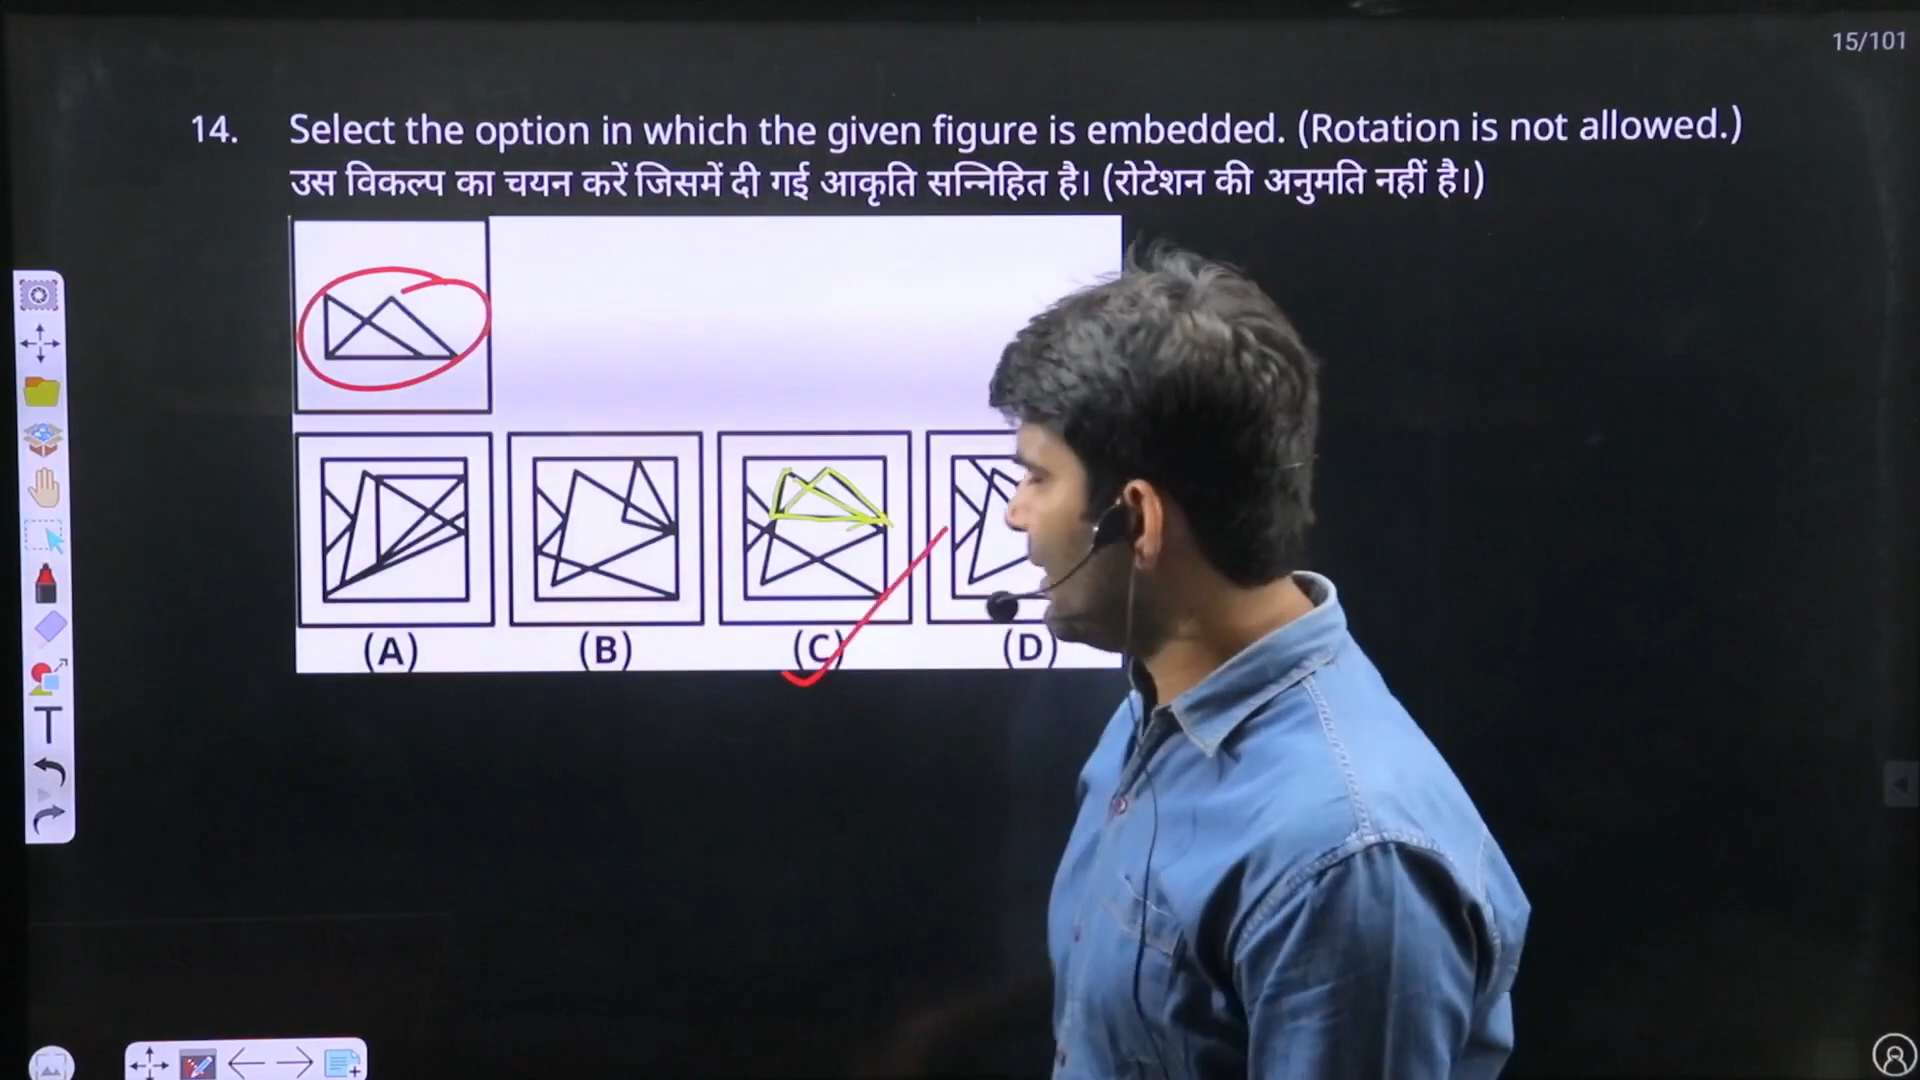 15/101
14. Select the option in which the given figure is embedded. (Rotation is not allowed.)
उस विकल्प का चयन करें जिसमें दी गई आकृति सन्निहित है। (रोटेशन की अनुमति नहीं है।)
(A) (B) (C) (D)
T